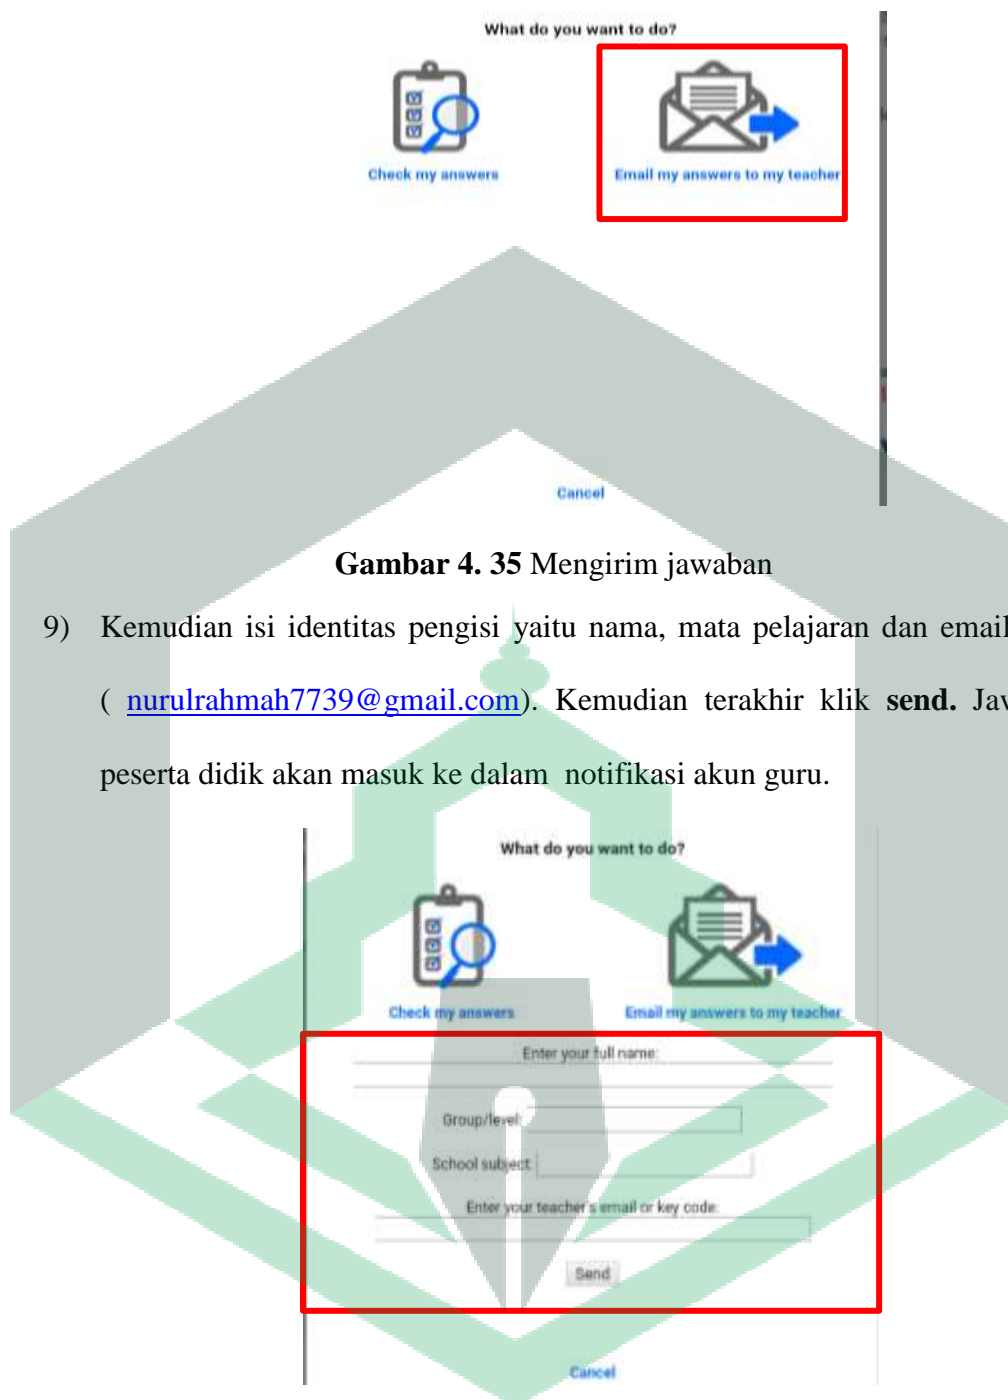 What do you want to do?
Check my answers Email my answers to my teacher
Cancel
Gambar 4. 35 Mengirim jawaban
9) Kemudian isi identitas pengisi yaitu nama, mata pelajaran dan email
( nurulrahmah7739@gmail.com). Kemudian terakhir klik send. Jaw
peserta didik akan masuk ke dalam notifikasi akun guru.
What do you want to do?
Check my answers Email my answers to my teacher
Enter your full name:
Group/level:
School subject:
Enter your teacher's email or key code:
Send
Cancel